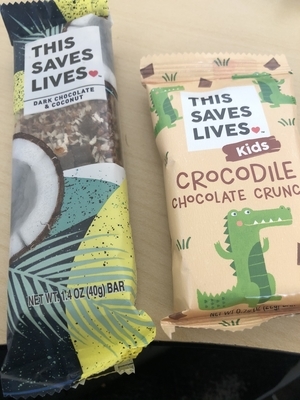 THIS
SAVES
LIVES
DARK CHOCOLATE
& COCONUT
NET WT. 1.4 OZ (40g) BAR
THIS
SAVES
LIVES
Kids
CROCODILE
CHOCOLATE CRUNC